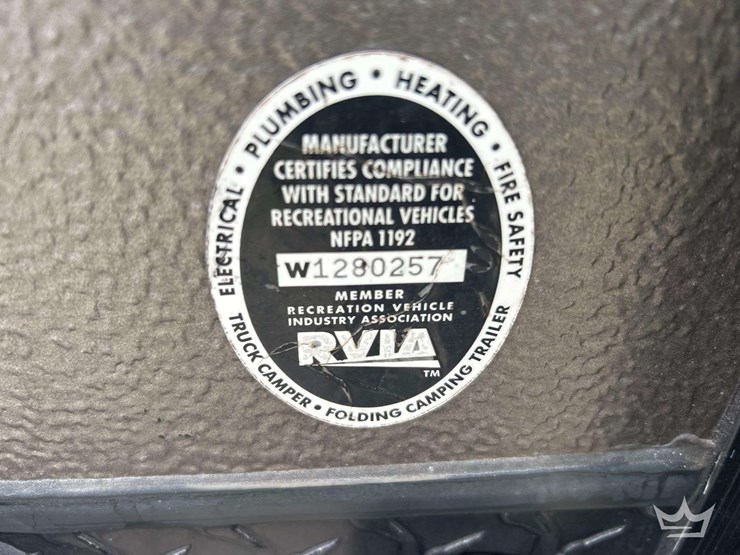 ELECTRICAL • PLUMBING • HEATING • FIRE SAFETY
MANUFACTURER
CERTIFIES COMPLIANCE
WITH STANDARD FOR
RECREATIONAL VEHICLES
NFPA 1192
W1280257
MEMBER
RECREATION VEHICLE
INDUSTRY ASSOCIATION
RVIA
TM
TRUCK CAMPER • FOLDING CAMPING TRAILER